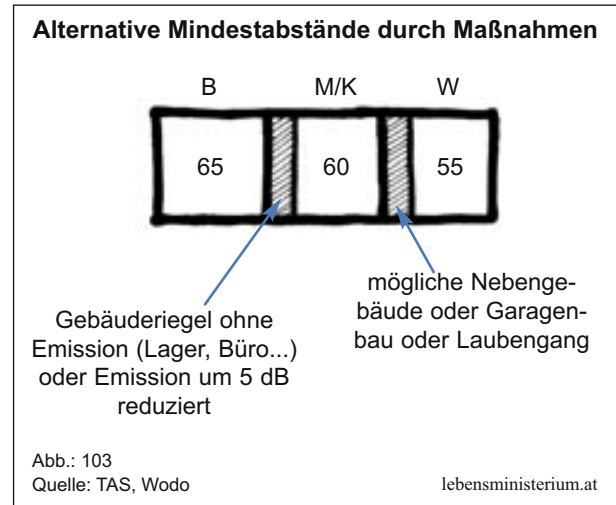 Alternative Mindestabstände durch Maßnahmen
B M/K W
65 60 55
Gebäuderiegel ohne
Emission (Lager, Büro...)
oder Emission um 5 dB
reduziert
mögliche Nebenge-
bäude oder Garagen-
bau oder Laubengang
Abb.: 103
Quelle: TAS, Wodo
lebensministerium.at